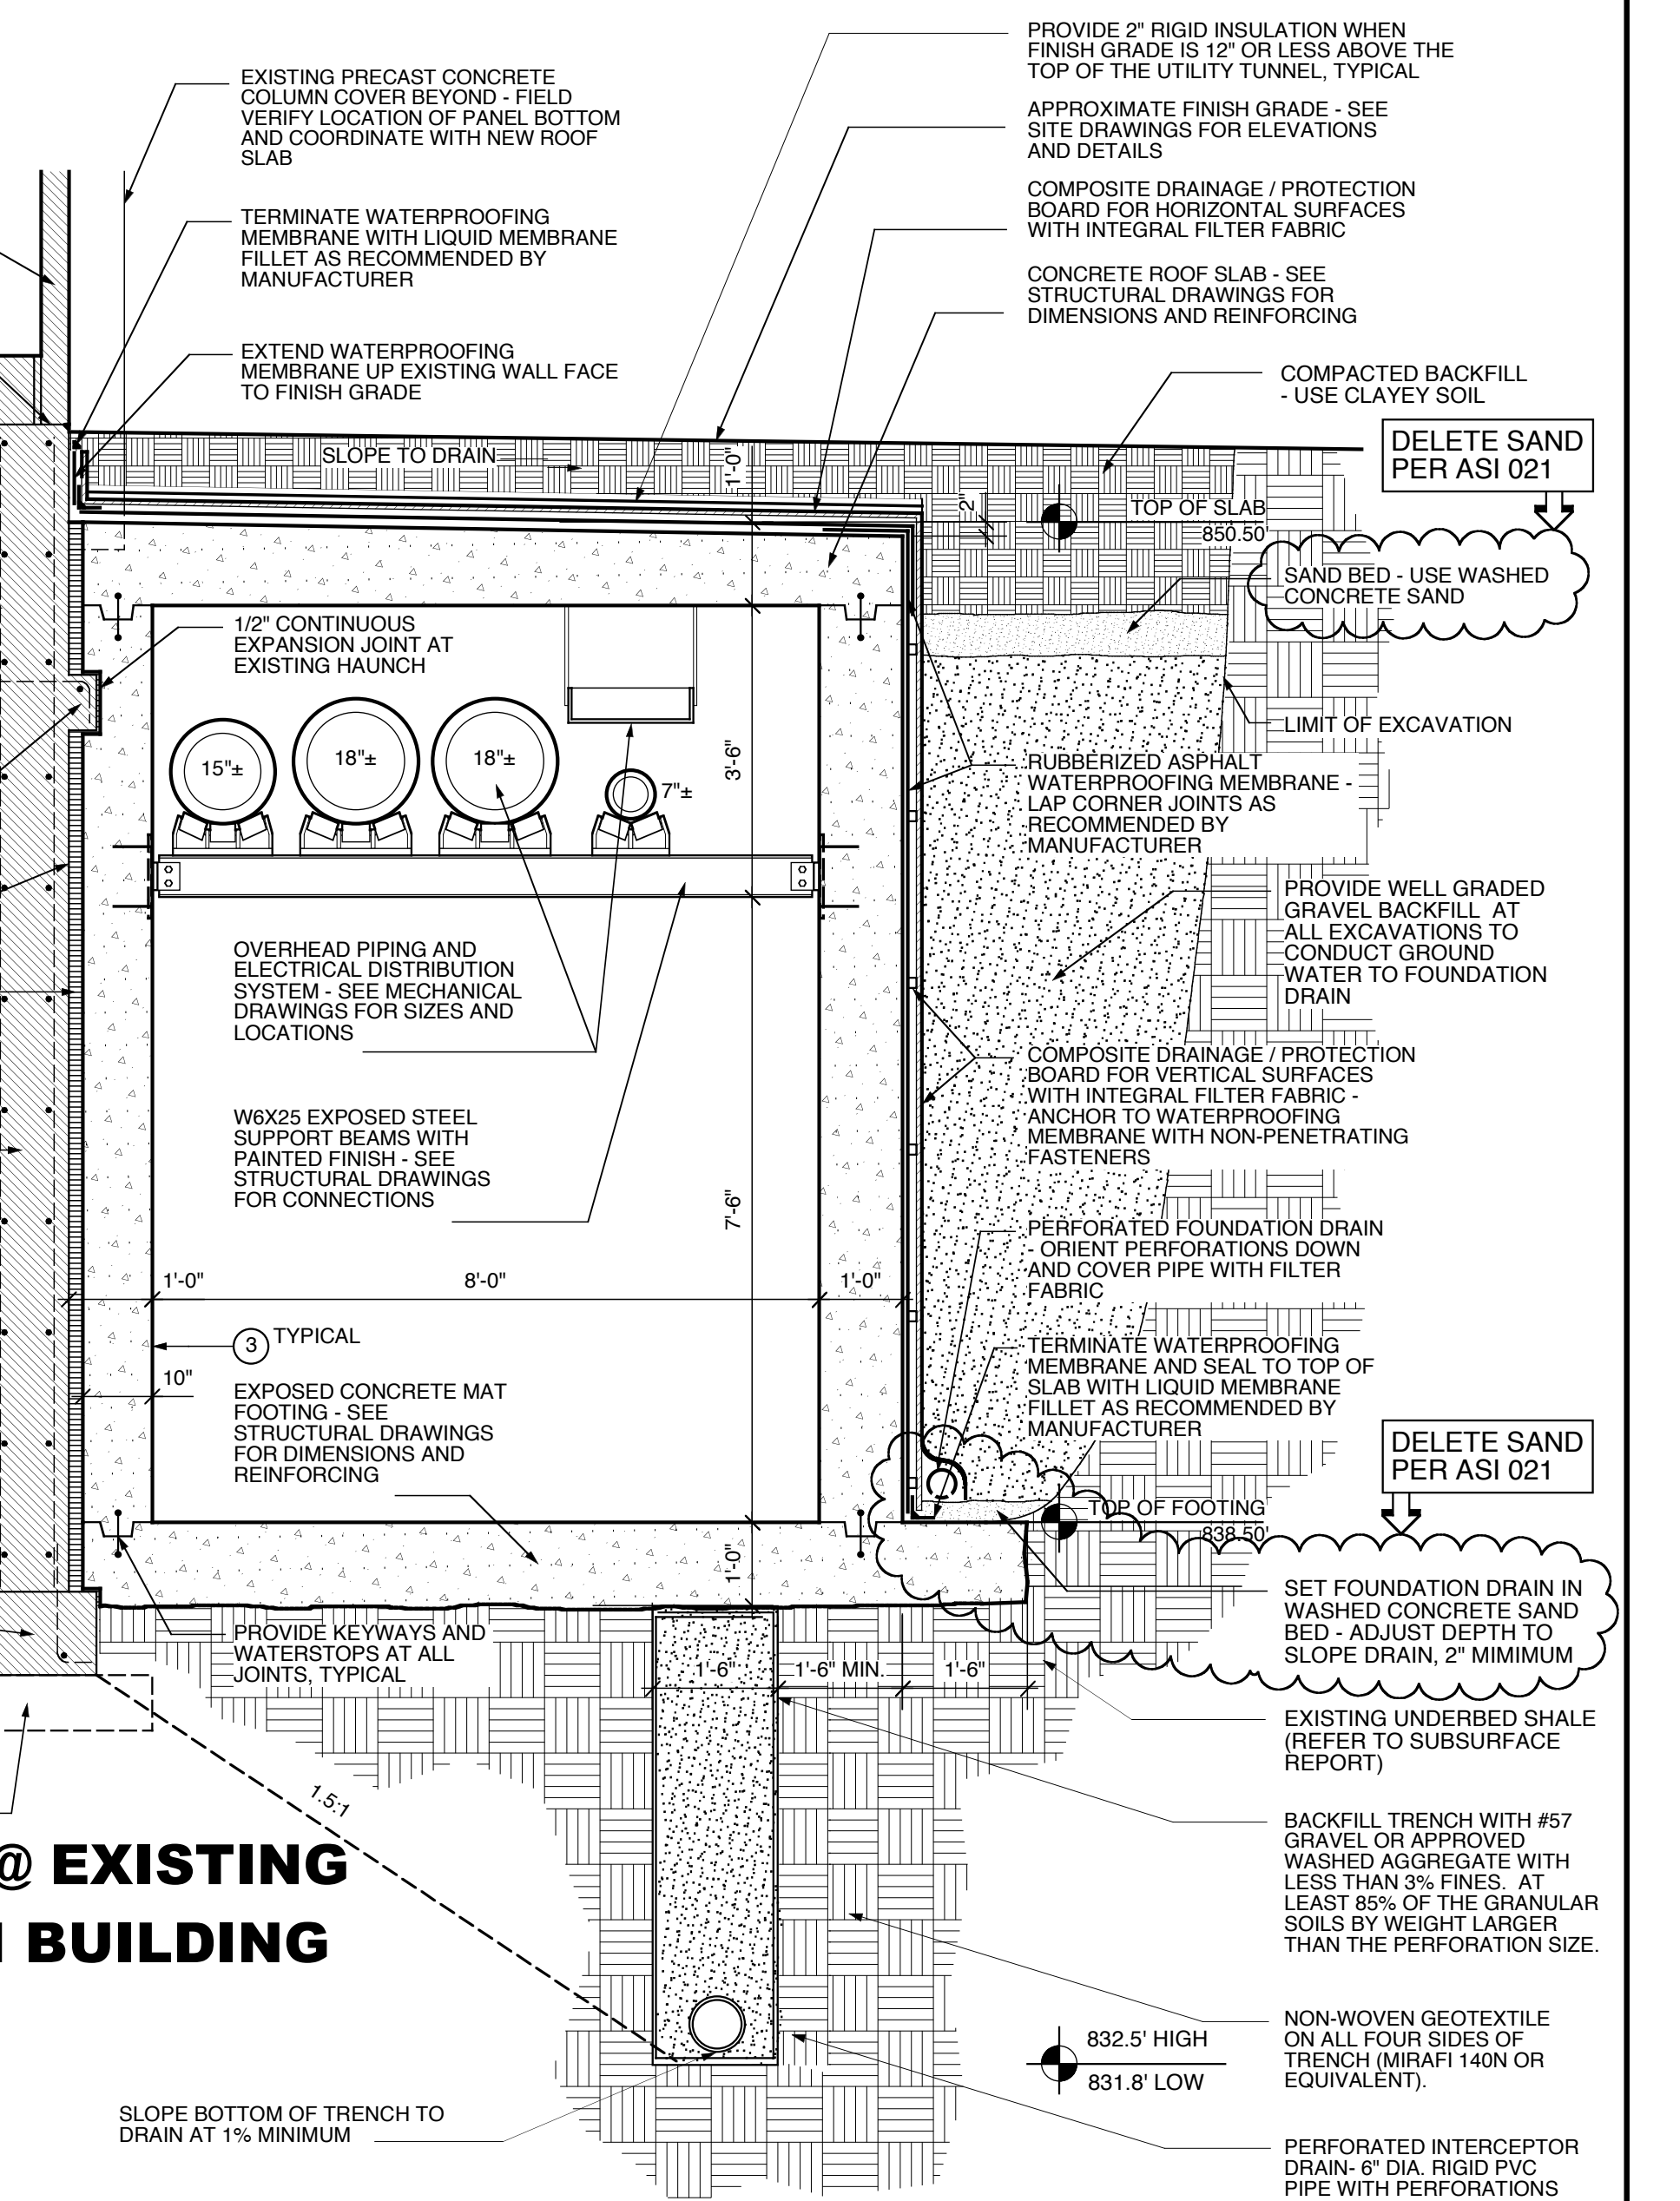 PROVIDE 2" RIGID INSULATION WHEN
FINISH GRADE IS 12" OR LESS ABOVE THE
TOP OF THE UTILITY TUNNEL, TYPICAL
EXISTING PRECAST CONCRETE
COLUMN COVER BEYOND - FIELD
VERIFY LOCATION OF PANEL BOTTOM
AND COORDINATE WITH NEW ROOF
SLAB
APPROXIMATE FINISH GRADE - SEE
SITE DRAWINGS FOR ELEVATIONS
AND DETAILS
COMPOSITE DRAINAGE / PROTECTION
BOARD FOR HORIZONTAL SURFACES
WITH INTEGRAL FILTER FABRIC
TERMINATE WATERPROOFING
MEMBRANE WITH LIQUID MEMBRANE
FILLET AS RECOMMENDED BY
MANUFACTURER
CONCRETE ROOF SLAB - SEE
STRUCTURAL DRAWINGS FOR
DIMENSIONS AND REINFORCING
EXTEND WATERPROOFING
MEMBRANE UP EXISTING WALL FACE
TO FINISH GRADE
COMPACTED BACKFILL
- USE CLAYEY SOIL
DELETE SAND
PER ASI 021
SLOPE TO DRAIN
1'-0"
2"
TOP OF SLAB
850.50'
SAND BED - USE WASHED
CONCRETE SAND
1/2" CONTINUOUS
EXPANSION JOINT AT
EXISTING HAUNCH
LIMIT OF EXCAVATION
15"±
18"±
18"±
7"±
3'-6"
RUBBERIZED ASPHALT
WATERPROOFING MEMBRANE -
LAP CORNER JOINTS AS
RECOMMENDED BY
MANUFACTURER
PROVIDE WELL GRADED
GRAVEL BACKFILL AT
ALL EXCAVATIONS TO
CONDUCT GROUND
WATER TO FOUNDATION
DRAIN
OVERHEAD PIPING AND
ELECTRICAL DISTRIBUTION
SYSTEM - SEE MECHANICAL
DRAWINGS FOR SIZES AND
LOCATIONS
COMPOSITE DRAINAGE / PROTECTION
BOARD FOR VERTICAL SURFACES
WITH INTEGRAL FILTER FABRIC -
ANCHOR TO WATERPROOFING
MEMBRANE WITH NON-PENETRATING
FASTENERS
W6X25 EXPOSED STEEL
SUPPORT BEAMS WITH
PAINTED FINISH - SEE
STRUCTURAL DRAWINGS
FOR CONNECTIONS
7'-6"
PERFORATED FOUNDATION DRAIN
- ORIENT PERFORATIONS DOWN
AND COVER PIPE WITH FILTER
FABRIC
1'-0"
8'-0"
1'-0"
3 TYPICAL
10"
TERMINATE WATERPROOFING
MEMBRANE AND SEAL TO TOP OF
SLAB WITH LIQUID MEMBRANE
FILLET AS RECOMMENDED BY
MANUFACTURER
EXPOSED CONCRETE MAT
FOOTING - SEE
STRUCTURAL DRAWINGS
FOR DIMENSIONS AND
REINFORCING
DELETE SAND
PER ASI 021
TOP OF FOOTING
838.50'
1'-0"
SET FOUNDATION DRAIN IN
WASHED CONCRETE SAND
BED - ADJUST DEPTH TO
SLOPE DRAIN, 2" MIMIMUM
PROVIDE KEYWAYS AND
WATERSTOPS AT ALL
JOINTS, TYPICAL
1'-6"
1'-6" MIN.
1'-6"
EXISTING UNDERBED SHALE
(REFER TO SUBSURFACE
REPORT)
1.5:1
BACKFILL TRENCH WITH #57
GRAVEL OR APPROVED
WASHED AGGREGATE WITH
LESS THAN 3% FINES. AT
LEAST 85% OF THE GRANULAR
SOILS BY WEIGHT LARGER
THAN THE PERFORATION SIZE.
@ EXISTING
BUILDING
NON-WOVEN GEOTEXTILE
ON ALL FOUR SIDES OF
TRENCH (MIRAFI 140N OR
EQUIVALENT).
832.5' HIGH
831.8' LOW
SLOPE BOTTOM OF TRENCH TO
DRAIN AT 1% MINIMUM
PERFORATED INTERCEPTOR
DRAIN- 6" DIA. RIGID PVC
PIPE WITH PERFORATIONS